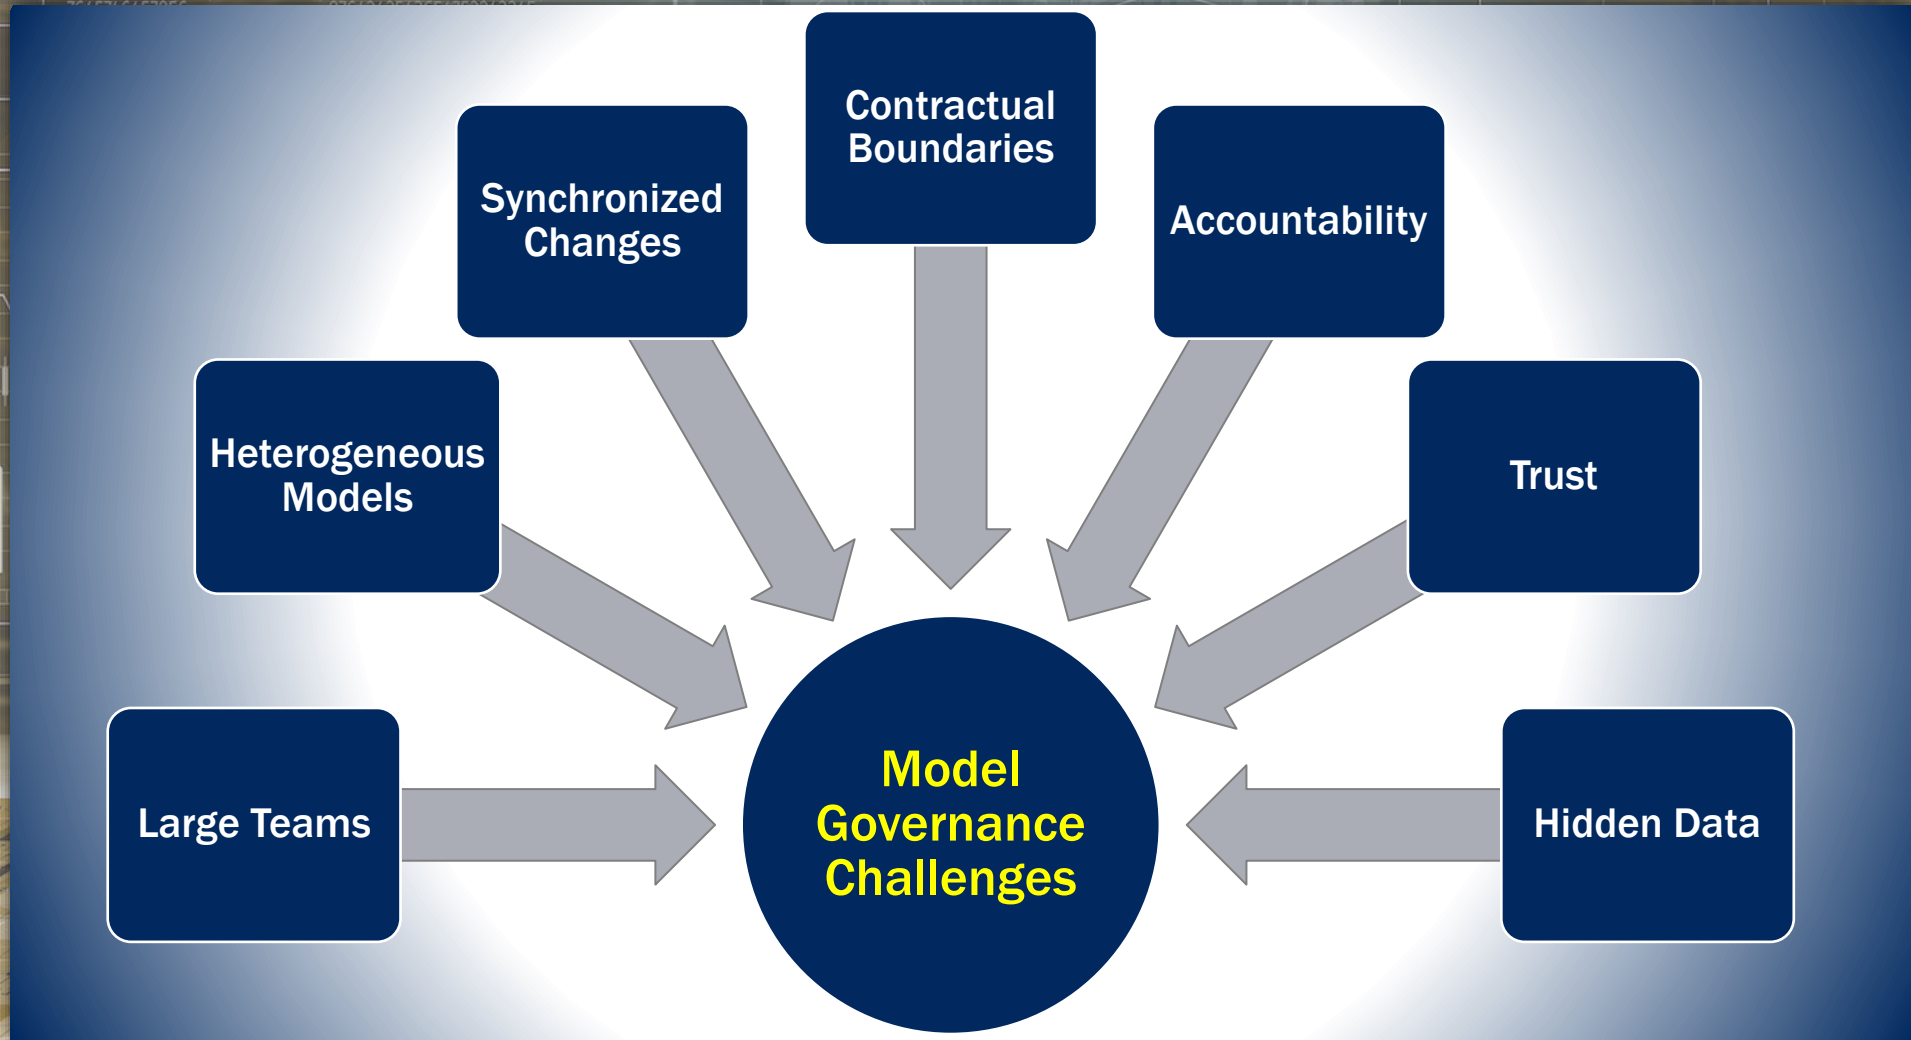 Contractual
Boundaries
Synchronized
Changes
Accountability
Heterogeneous
Models
Trust
Large Teams
Model
Governance
Challenges
Hidden Data